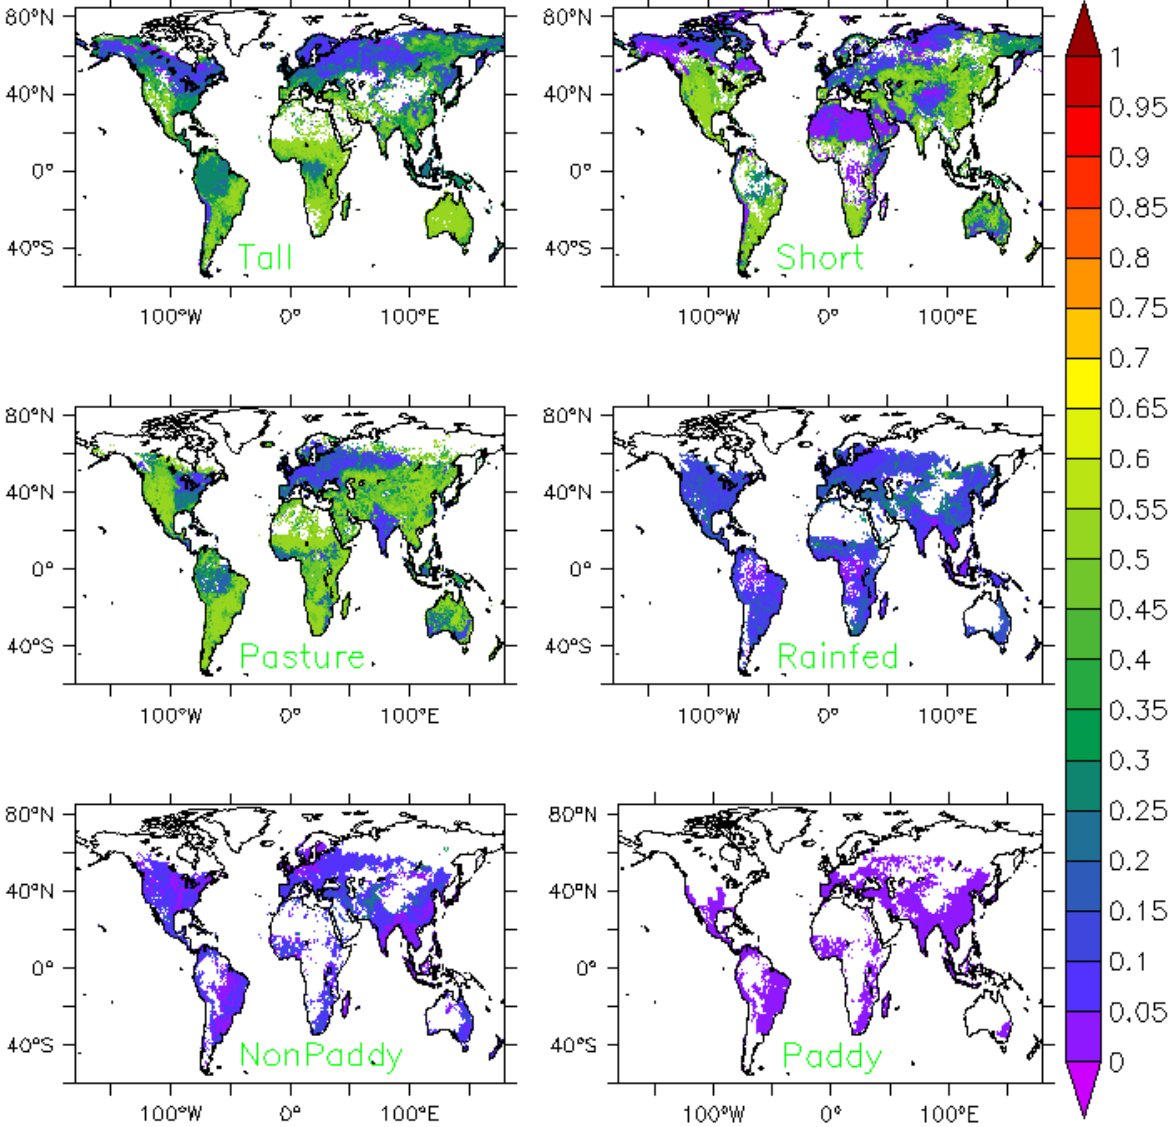 80°N
40°N
0°
40°S
Tall
100°W 0° 100°E
80°N
40°N
0°
40°S
Short
100°W 0° 100°E
80°N
40°N
0°
40°S
Pasture
100°W 0° 100°E
80°N
40°N
0°
40°S
Rainfed
100°W 0° 100°E
80°N
40°N
0°
40°S
NonPaddy
100°W 0° 100°E
80°N
40°N
0°
40°S
Paddy
100°W 0° 100°E
1
0.95
0.9
0.85
0.8
0.75
0.7
0.65
0.6
0.55
0.5
0.45
0.4
0.35
0.3
0.25
0.2
0.15
0.1
0.05
0